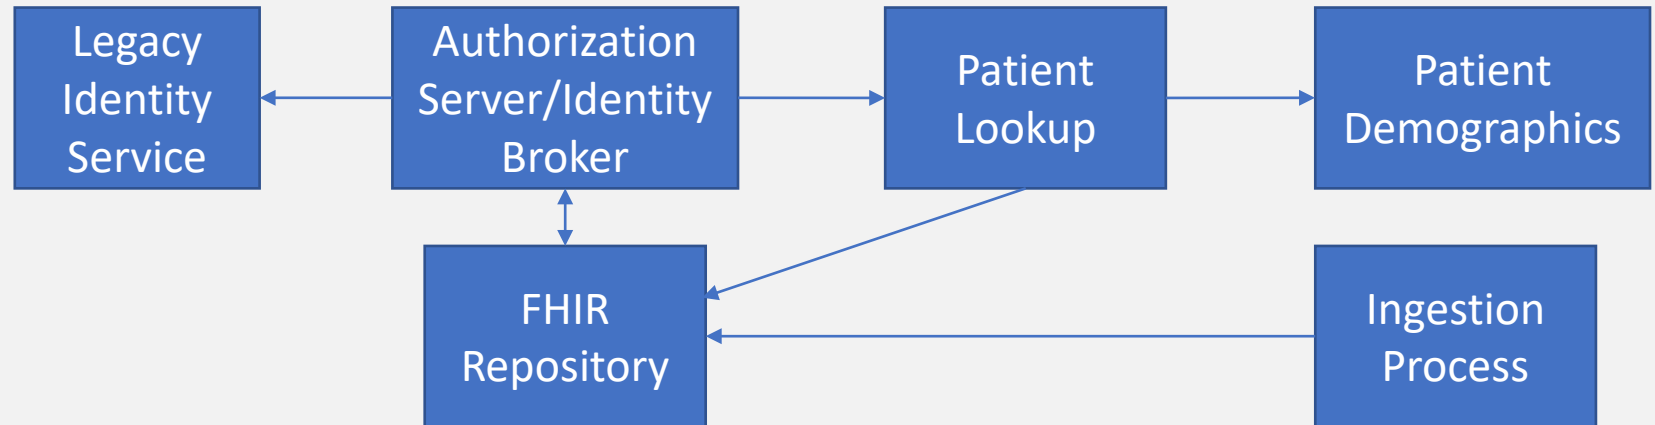 Legacy
Identity
Service
Authorization
Server/Identity
Broker
Patient
Lookup
Patient
Demographics
FHIR
Repository
Ingestion
Process